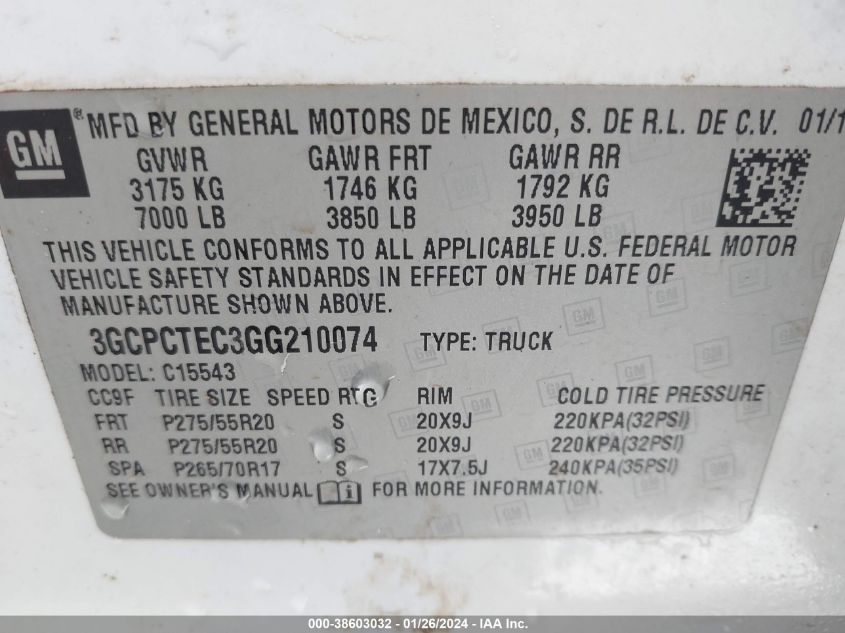 GM ® MFD BY GENERAL MOTORS DE MEXICO, S. DE R.L. DE C.V. 01/1
GVWR GAWR FRT GAWR RR
3175 KG 1746 KG 1792 KG
7000 LB 3850 LB 3950 LB
THIS VEHICLE CONFORMS TO ALL APPLICABLE U.S. FEDERAL MOTOR
VEHICLE SAFETY STANDARDS IN EFFECT ON THE DATE OF
MANUFACTURE SHOWN ABOVE.
3GCPCTEC3GG210074 TYPE: TRUCK
MODEL: C15543
CC9F TIRE SIZE SPEED RTG RIM COLD TIRE PRESSURE
FRT P275/55R20 S 20X9J 220KPA(32PSI)
RR P275/55R20 S 20X9J 220KPA(32PSI)
SPA P265/70R17 S 17X7.5J 240KPA(35PSI)
SEE OWNER'S MANUAL i FOR MORE INFORMATION.
000-38603032 - 01/26/2024 - IAA Inc.